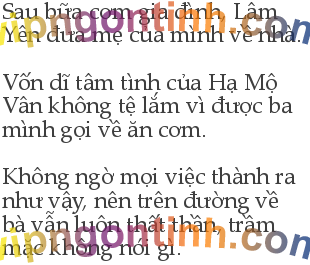 Sau bữa cơm gia đình, Lâm
Yên đưa mẹ của mình về nhà.
Vốn dĩ tâm tình của Hạ Mộ
Vân không tệ lắm vì được ba
mình gọi về ăn cơm.
Không ngờ mọi việc thành ra
như vậy, nên trên đường về
bà vẫn luôn thất thần, trầm
mặc không nói gì.